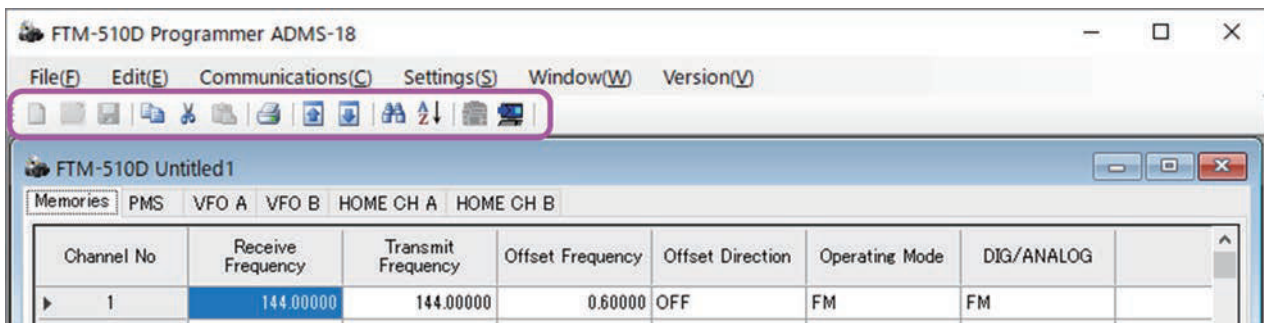 FTM-510D Programmer ADMS-18
File(F) Edit(E) Communications(C) Settings(S) Window(W) Version(V)
FTM-510D Untitled1
Memories PMS VFO A VFO B HOME CH A HOME CH B
Channel No Receive Frequency Transmit Frequency Offset Frequency Offset Direction Operating Mode DIG/ANALOG
1 144.00000 144.00000 0.60000 OFF FM FM